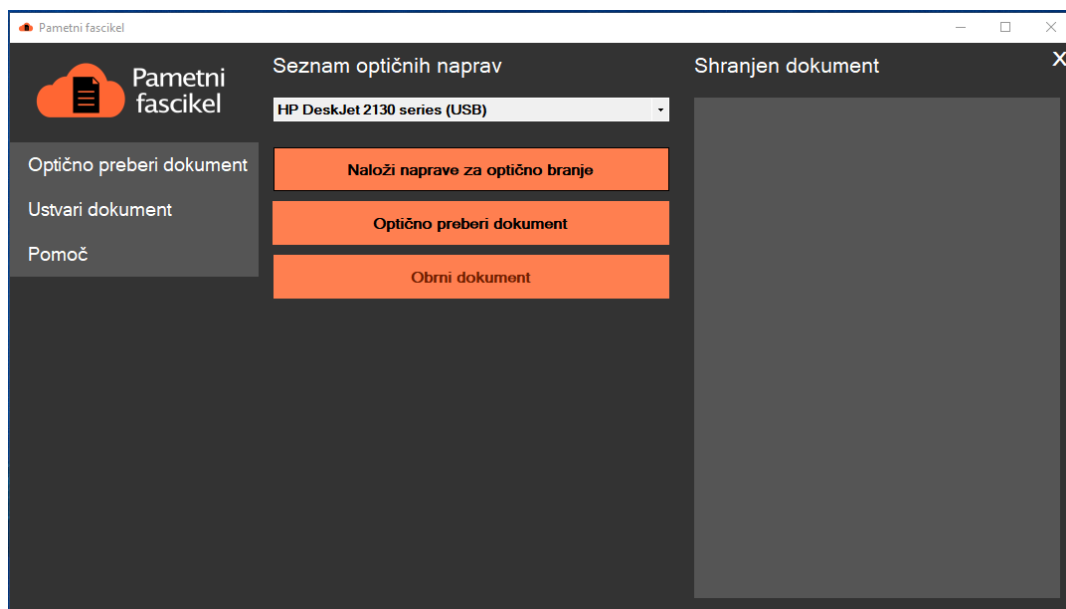 Pametni fascikel
Pametni
fascikel
Optično preberi dokument
Ustvari dokument
Pomoč
Seznam optičnih naprav
HP DeskJet 2130 series (USB)
Naloži naprave za optično branje
Optično preberi dokument
Obrni dokument
Shranjen dokument
X